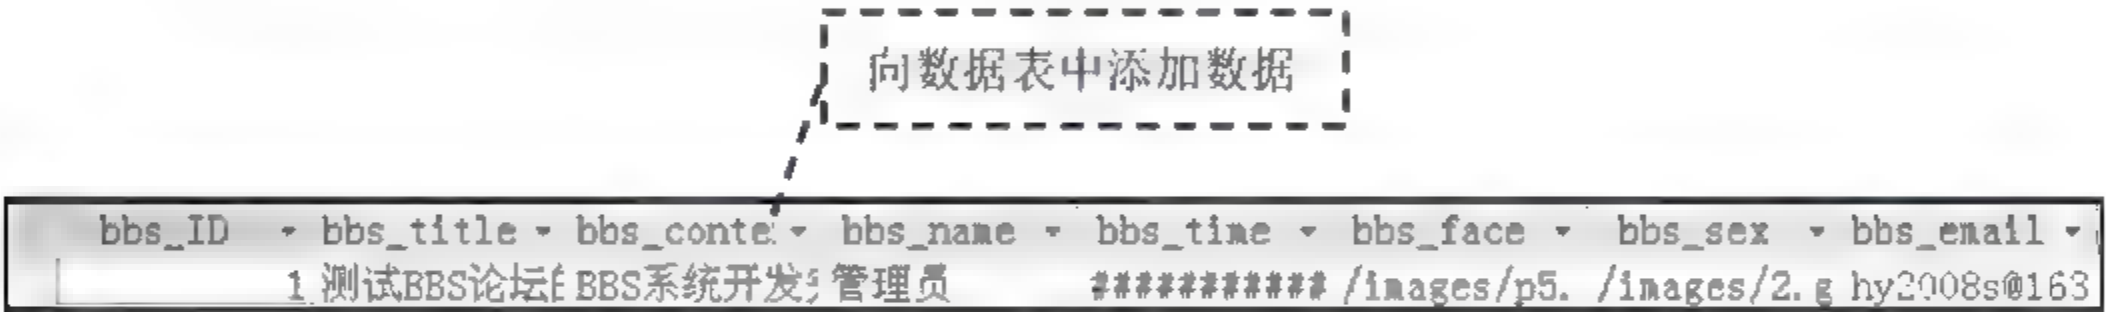 向数据表中添加数据
bbs_ID bbs_title bbs_conte bbs_name bbs_time bbs_face bbs_sex bbs_email
1 测试BBS论坛 BBS系统开发 管理员 ########### /images/p5. /images/2.g hy2008s@163